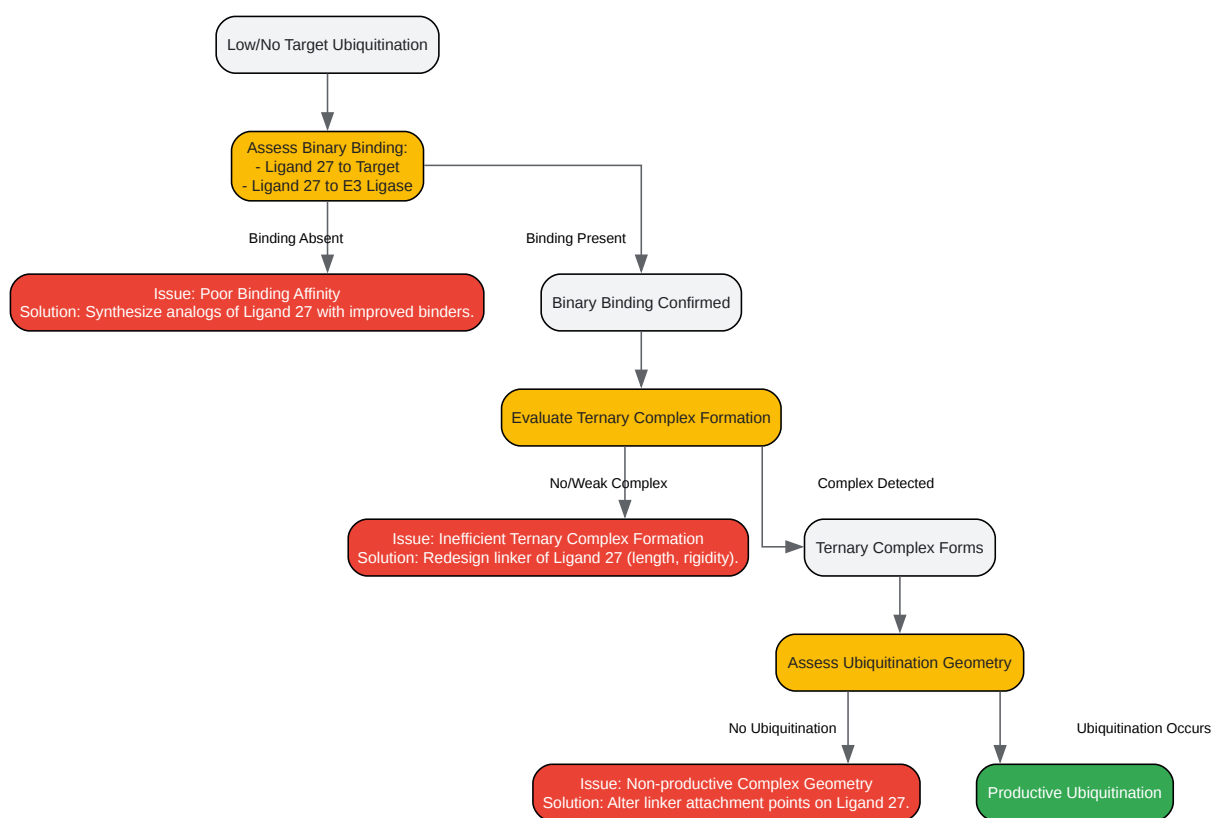 Low/No Target Ubiquitination
Assess Binary Binding:
- Ligand 27 to Target
- Ligand 27 to E3 Ligase
Binding Absent
Binding Present
Issue: Poor Binding Affinity
Solution: Synthesize analogs of Ligand 27 with improved binders.
Binary Binding Confirmed
Evaluate Ternary Complex Formation
No/Weak Complex
Complex Detected
Issue: Inefficient Ternary Complex Formation
Solution: Redesign linker of Ligand 27 (length, rigidity).
Ternary Complex Forms
Assess Ubiquitination Geometry
No Ubiquitination
Ubiquitination Occurs
Issue: Non-productive Complex Geometry
Solution: Alter linker attachment points on Ligand 27.
Productive Ubiquitination